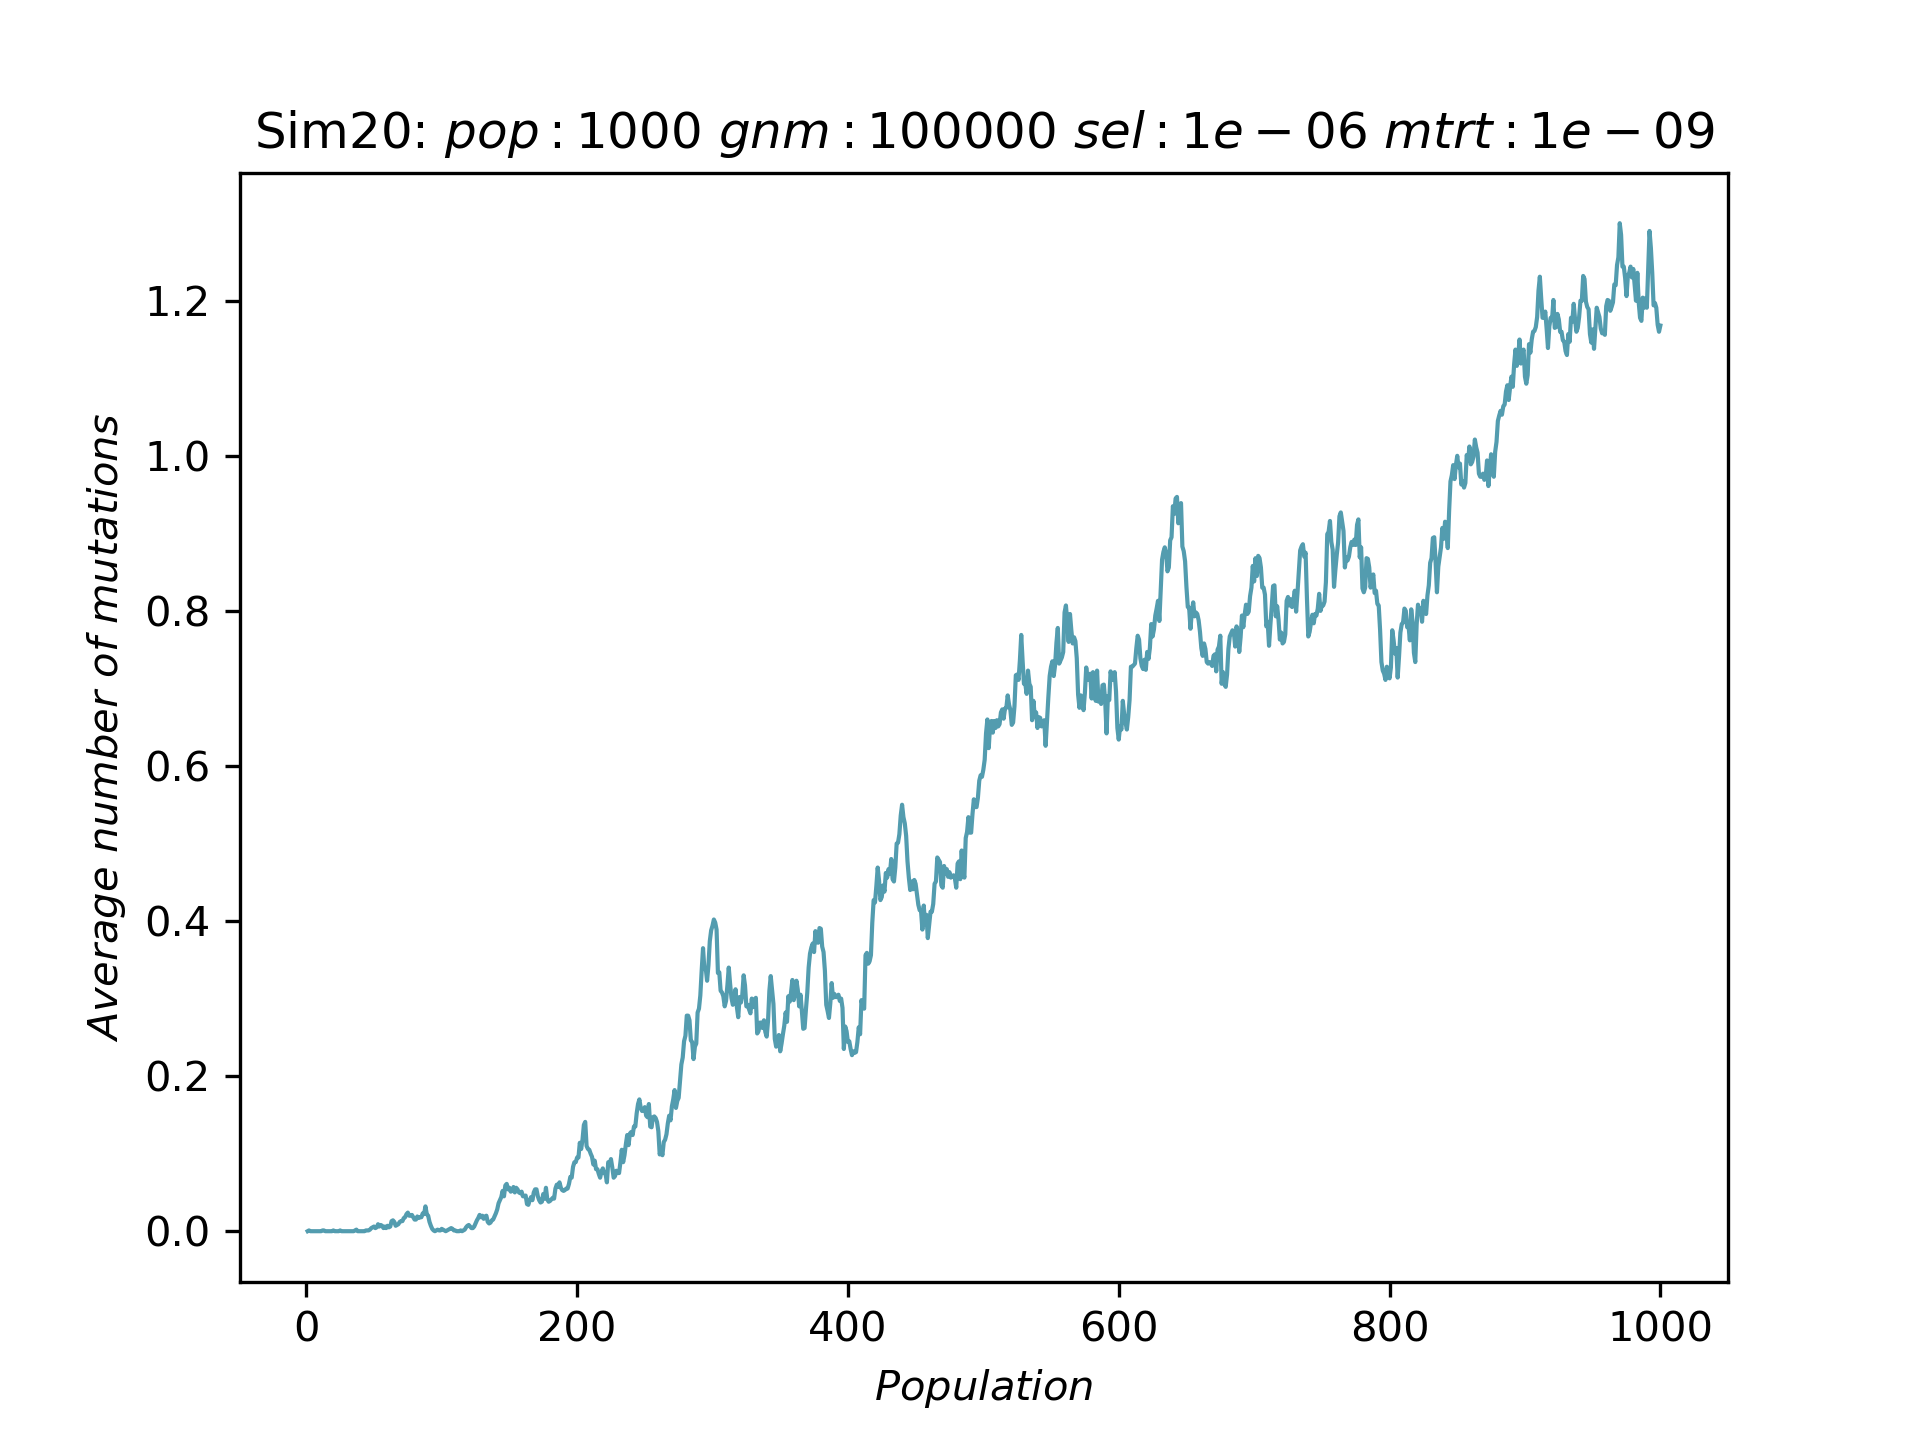 Sim20: pop : 1000 gnm : 100000 sel : 1e − 06 mtrt : 1e − 09
Average number of mutations
1.2
1.0
0.8
0.6
0.4
0.2
0.0
0 200 400 600 800 1000
Population